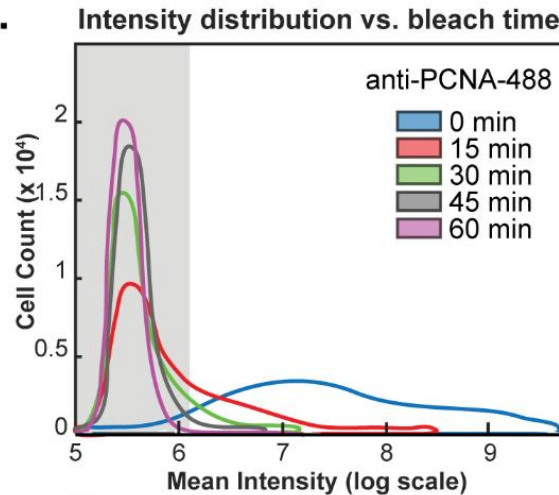 Intensity distribution vs. bleach time
anti-PCNA-488
0 min
15 min
30 min
45 min
60 min
Cell Count (x 10⁴)
2
1.5
1
0.5
0
5 6 7 8 9
Mean Intensity (log scale)